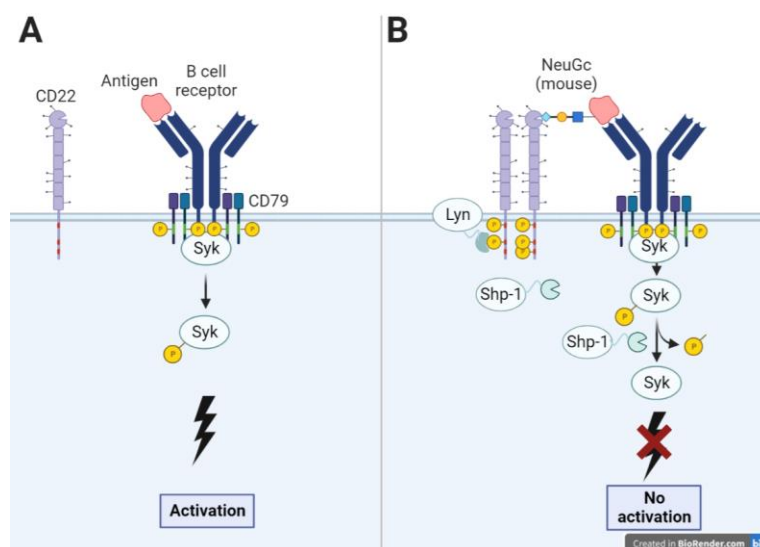 A
Antigen
B cell
receptor
CD22
CD79
P
P
P
P
Syk
Syk
P
Activation
B
NeuGc
(mouse)
Lyn
P
P
P
P
P
P
P
P
P
Syk
Shp-1
Syk
P
Shp-1
P
Syk
No
activation
Created in BioRender.com